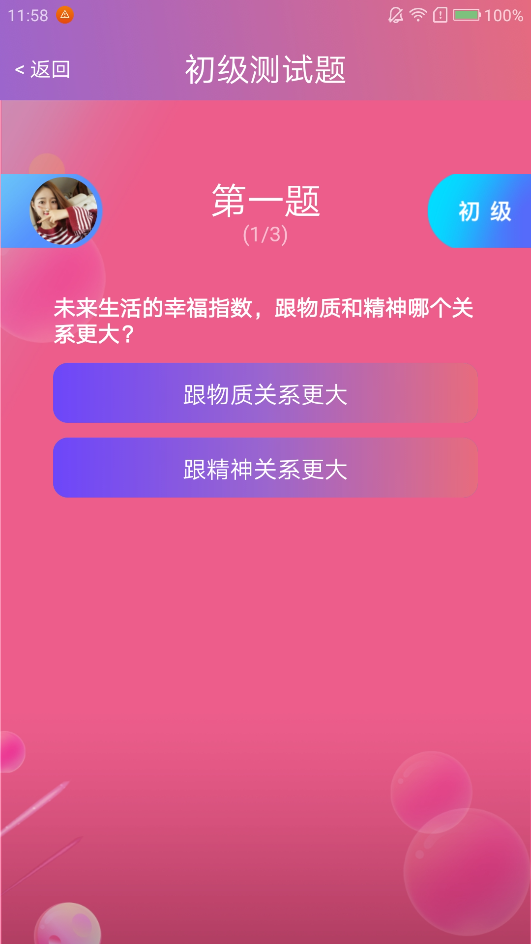 11:58
100%
< 返回
初级测试题
第一题
(1/3)
初 级
未来生活的幸福指数，跟物质和精神哪个关
系更大？
跟物质关系更大
跟精神关系更大